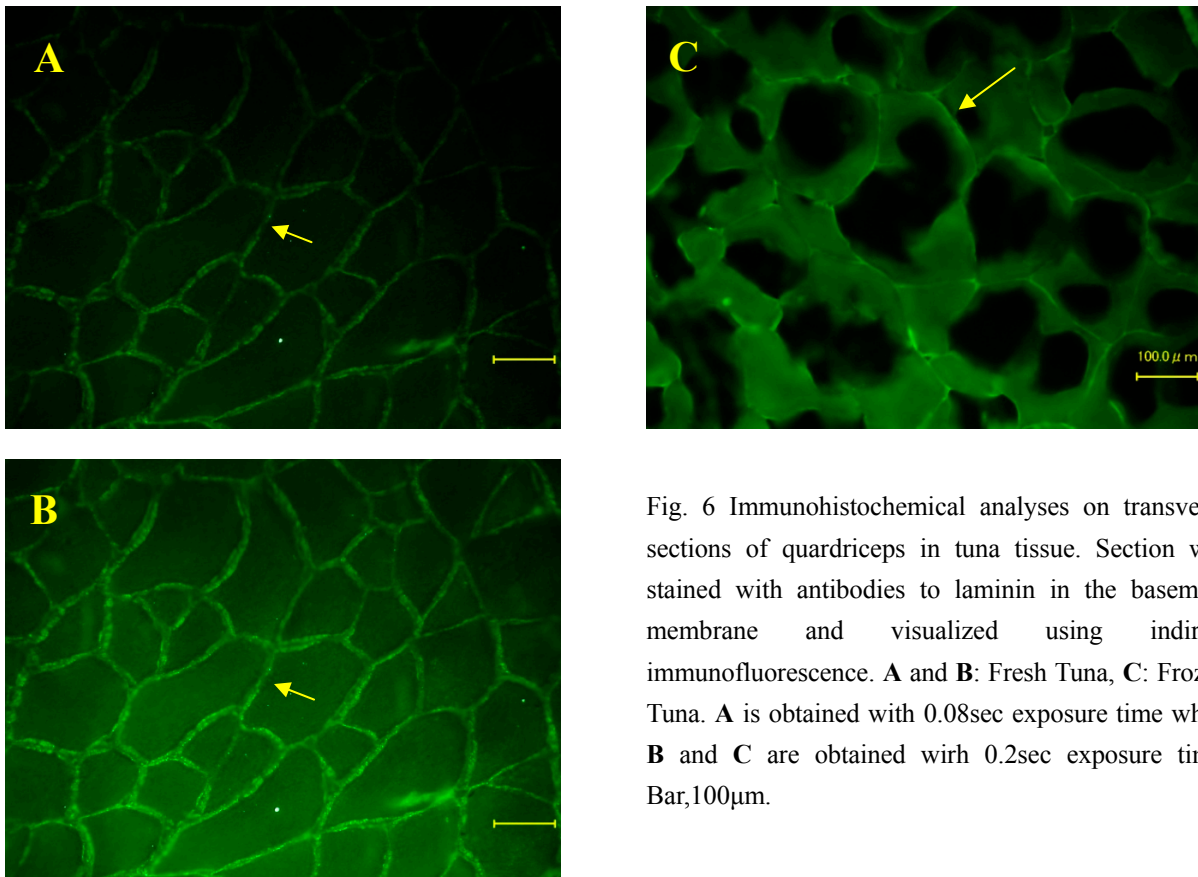 A
C
100.0 μm
B
Fig. 6 Immunohistochemical analyses on transve
sections of quardriceps in tuna tissue. Section w
stained with antibodies to laminin in the basem
membrane and visualized using indir
immunofluorescence. A and B: Fresh Tuna, C: Froz
Tuna. A is obtained with 0.08sec exposure time wh
B and C are obtained wirh 0.2sec exposure tim
Bar,100μm.